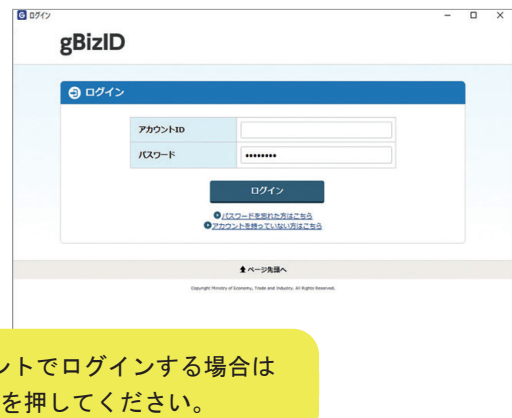 ログイン
gBizID
ログイン
アカウントID
パスワード
••••••••
ログイン
パスワードを忘れた方はこちら
アカウントを持っていない方はこちら
ページ先頭へ
Copyright Ministry of Economy, Trade and Industry. All Rights Reserved.
ントでログインする場合は
を押してください。